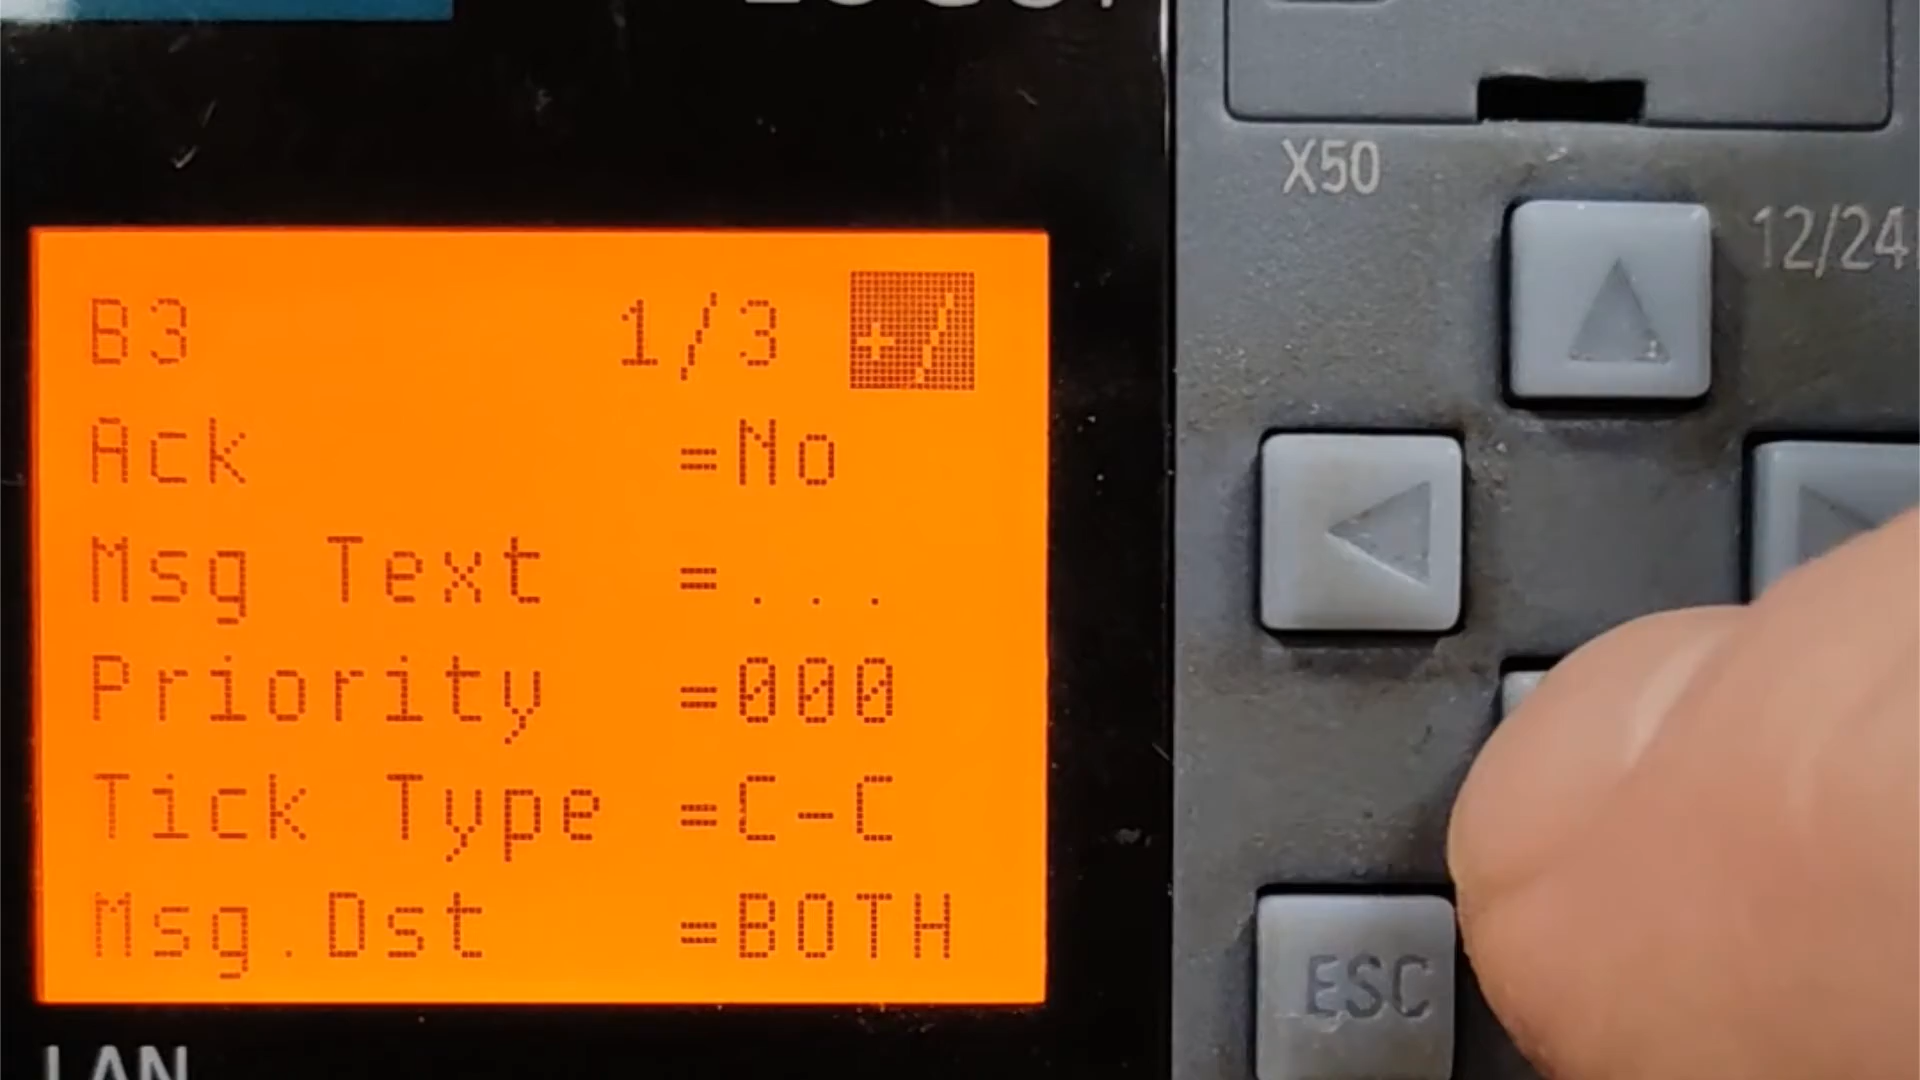 X50
12/24
B3 1/3 +/
Ack =No
Msg Text =...
Priority =000
Tick Type =C-C
Msg.Dst =BOTH
ESC
LAN